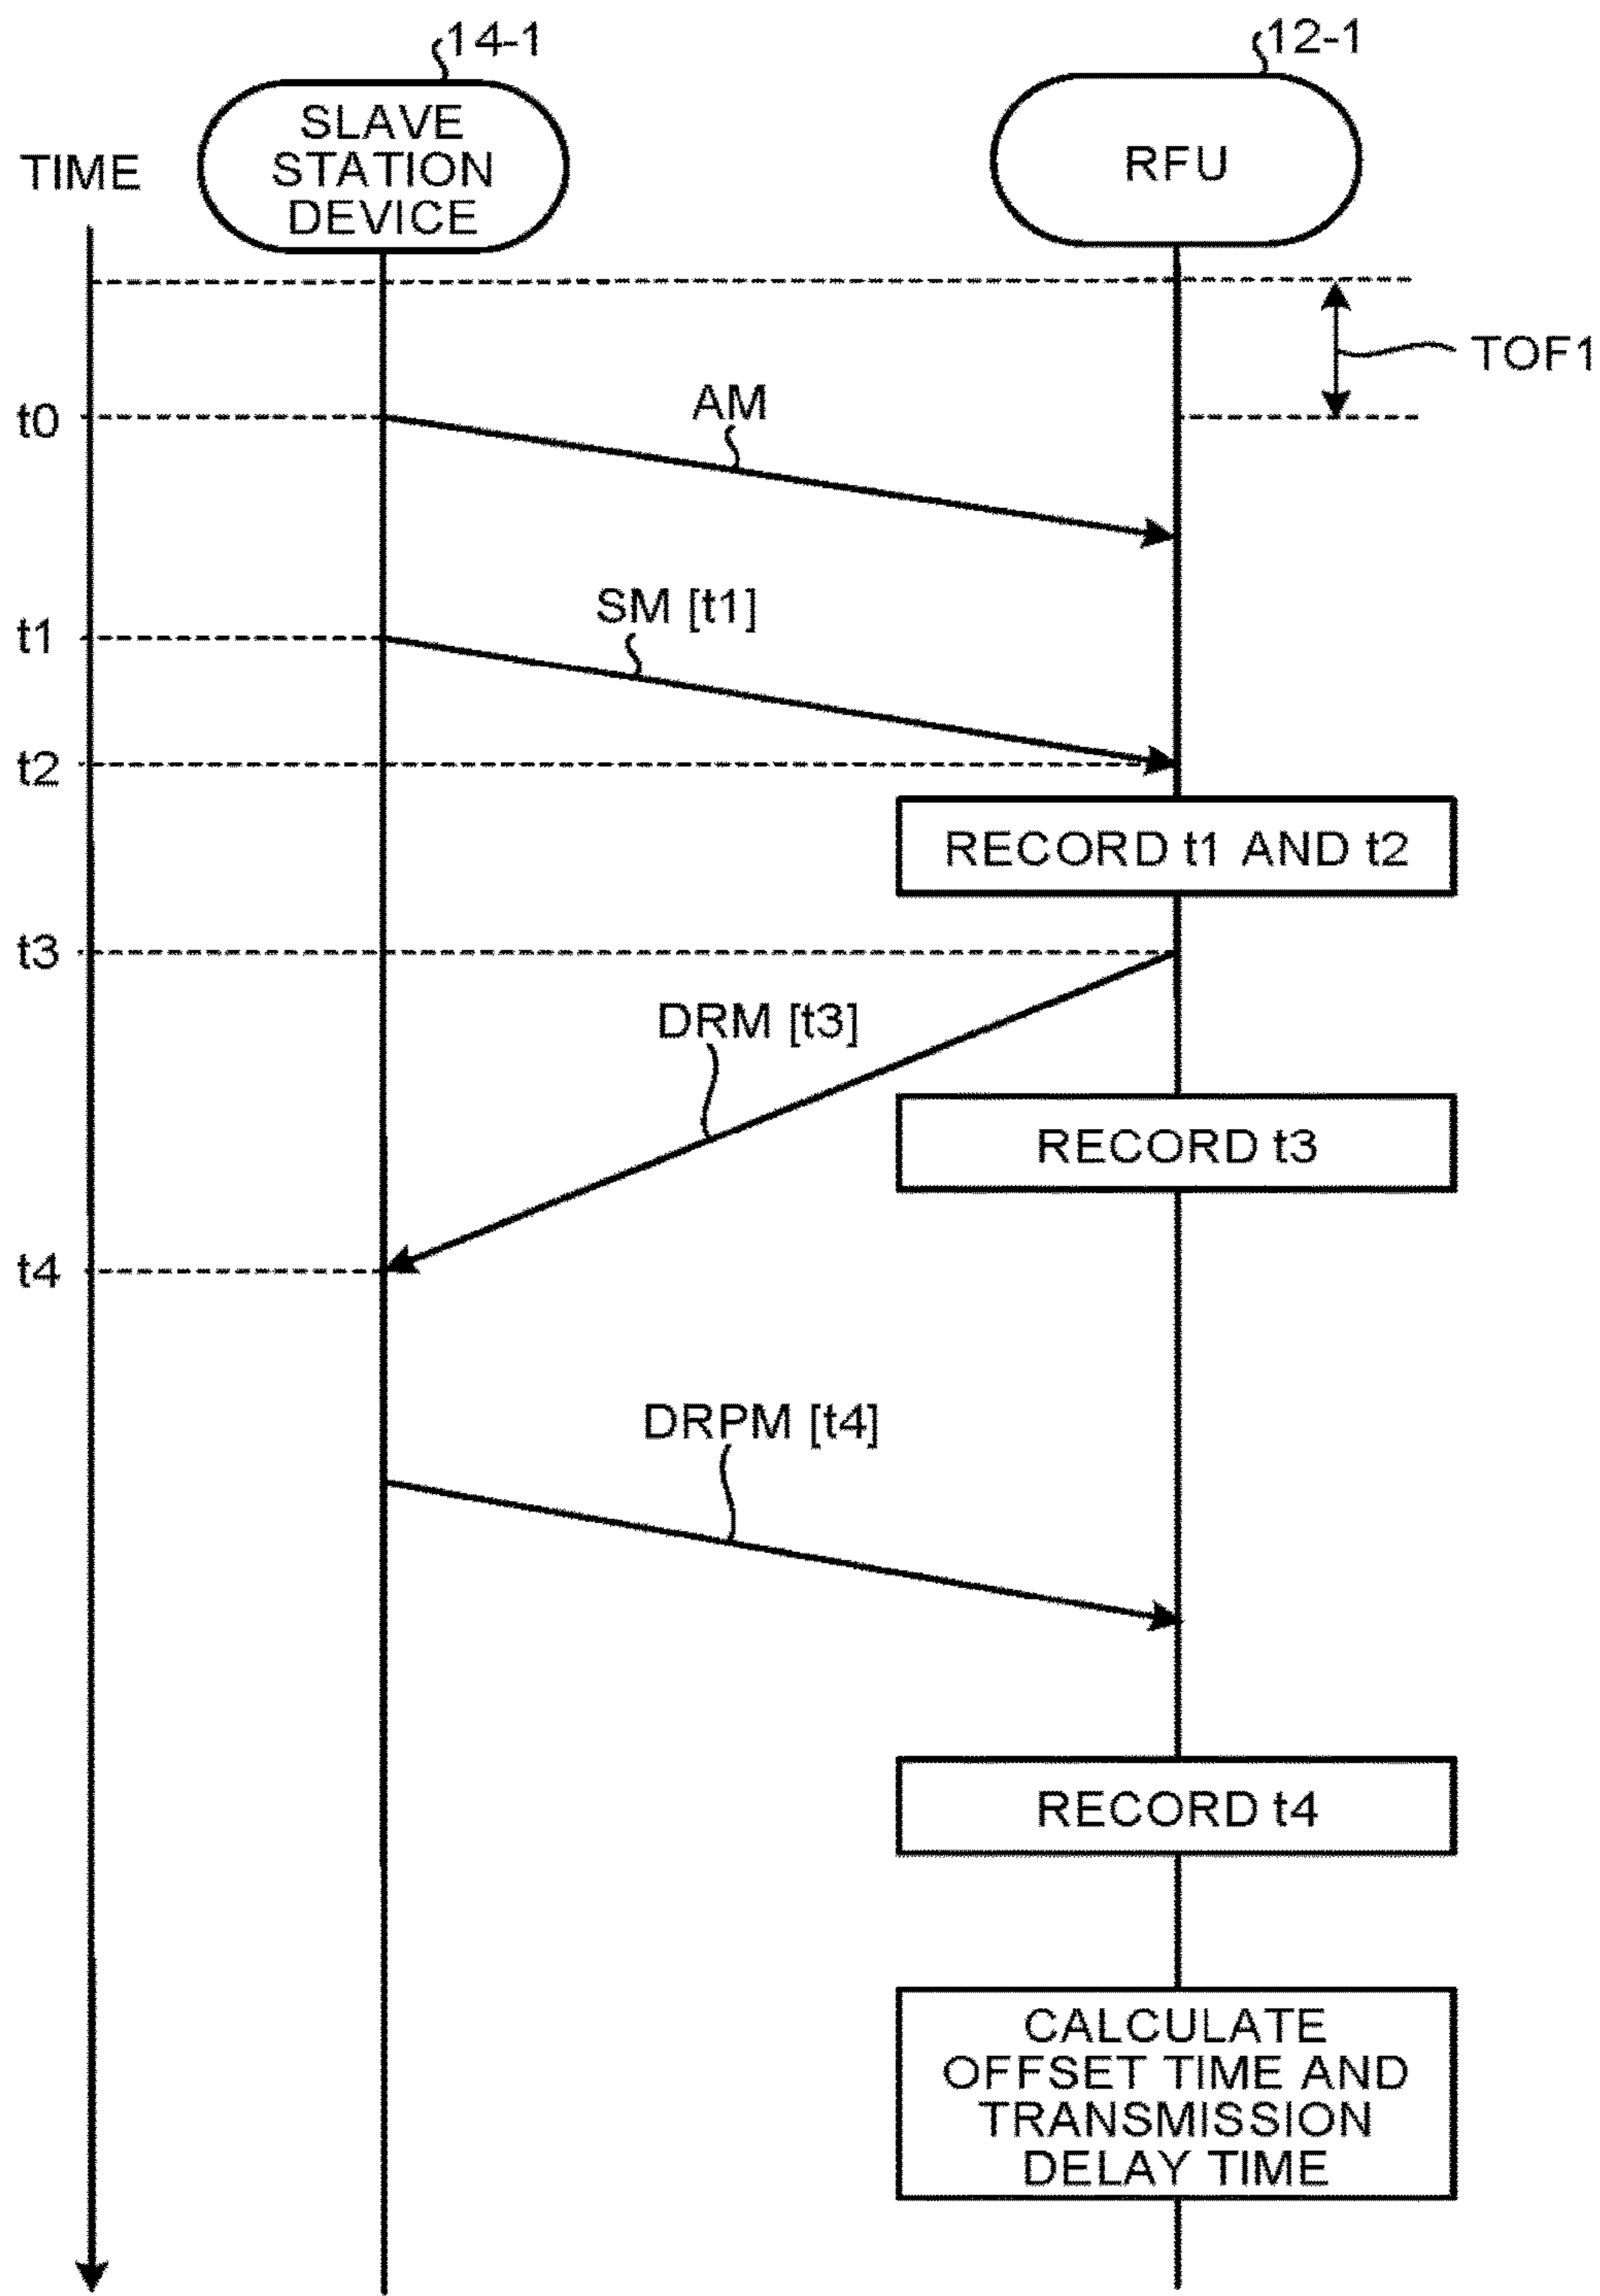 14-1
12-1
SLAVE
STATION
DEVICE
RFU
TIME
TOF1
t0
AM
t1
SM [t1]
t2
RECORD t1 AND t2
t3
DRM [t3]
RECORD t3
t4
DRPM [t4]
RECORD t4
CALCULATE
OFFSET TIME AND
TRANSMISSION
DELAY TIME